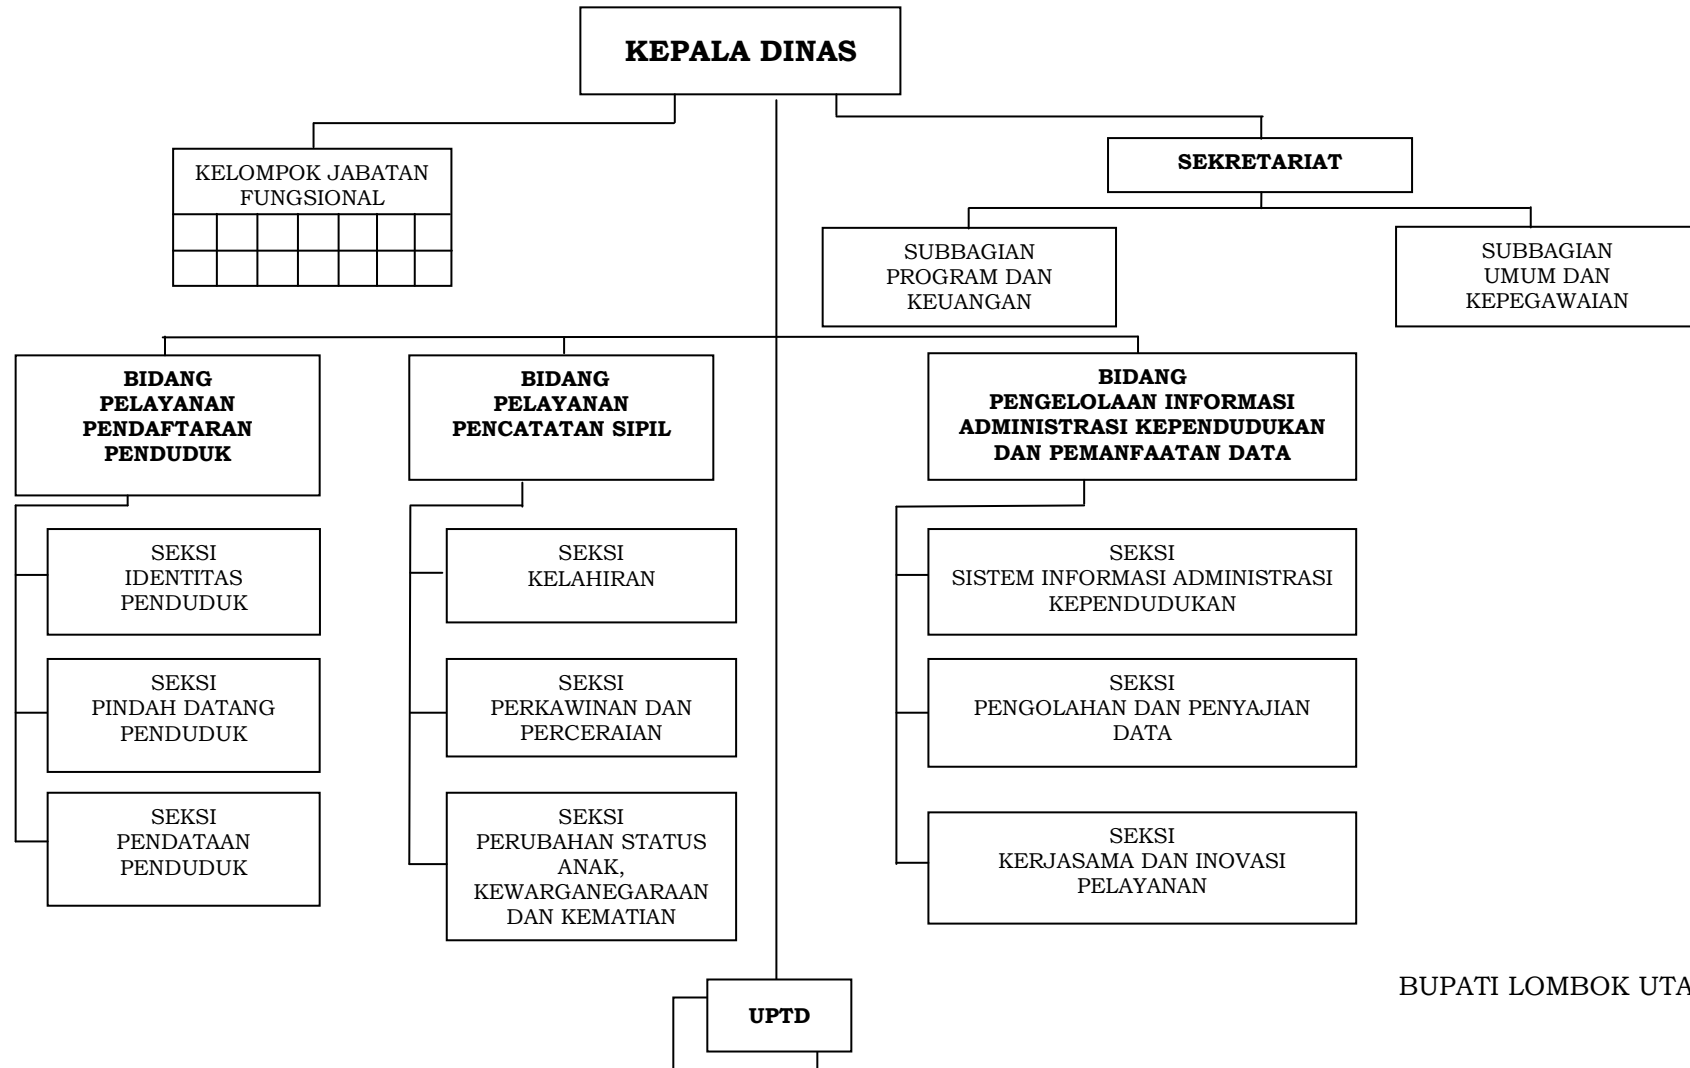 KEPALA DINAS
KELOMPOK JABATAN
FUNGSIONAL
SEKRETARIAT
SUBBAGIAN
PROGRAM DAN
KEUANGAN
SUBBAGIAN
UMUM DAN
KEPEGAWAIAN
BIDANG
PELAYANAN
PENDAFTARAN
PENDUDUK
BIDANG
PELAYANAN
PENCATATAN SIPIL
BIDANG
PENGELOLAAN INFORMASI
ADMINISTRASI KEPENDUDUKAN
DAN PEMANFAATAN DATA
SEKSI
IDENTITAS
PENDUDUK
SEKSI
KELAHIRAN
SEKSI
SISTEM INFORMASI ADMINISTRASI
KEPENDUDUKAN
SEKSI
PINDAH DATANG
PENDUDUK
SEKSI
PERKAWINAN DAN
PERCERAIAN
SEKSI
PENGOLAHAN DAN PENYAJIAN
DATA
SEKSI
PENDATAAN
PENDUDUK
SEKSI
PERUBAHAN STATUS
ANAK,
KEWARGANEGARAAN
DAN KEMATIAN
SEKSI
KERJASAMA DAN INOVASI
PELAYANAN
UPTD
BUPATI LOMBOK UTA